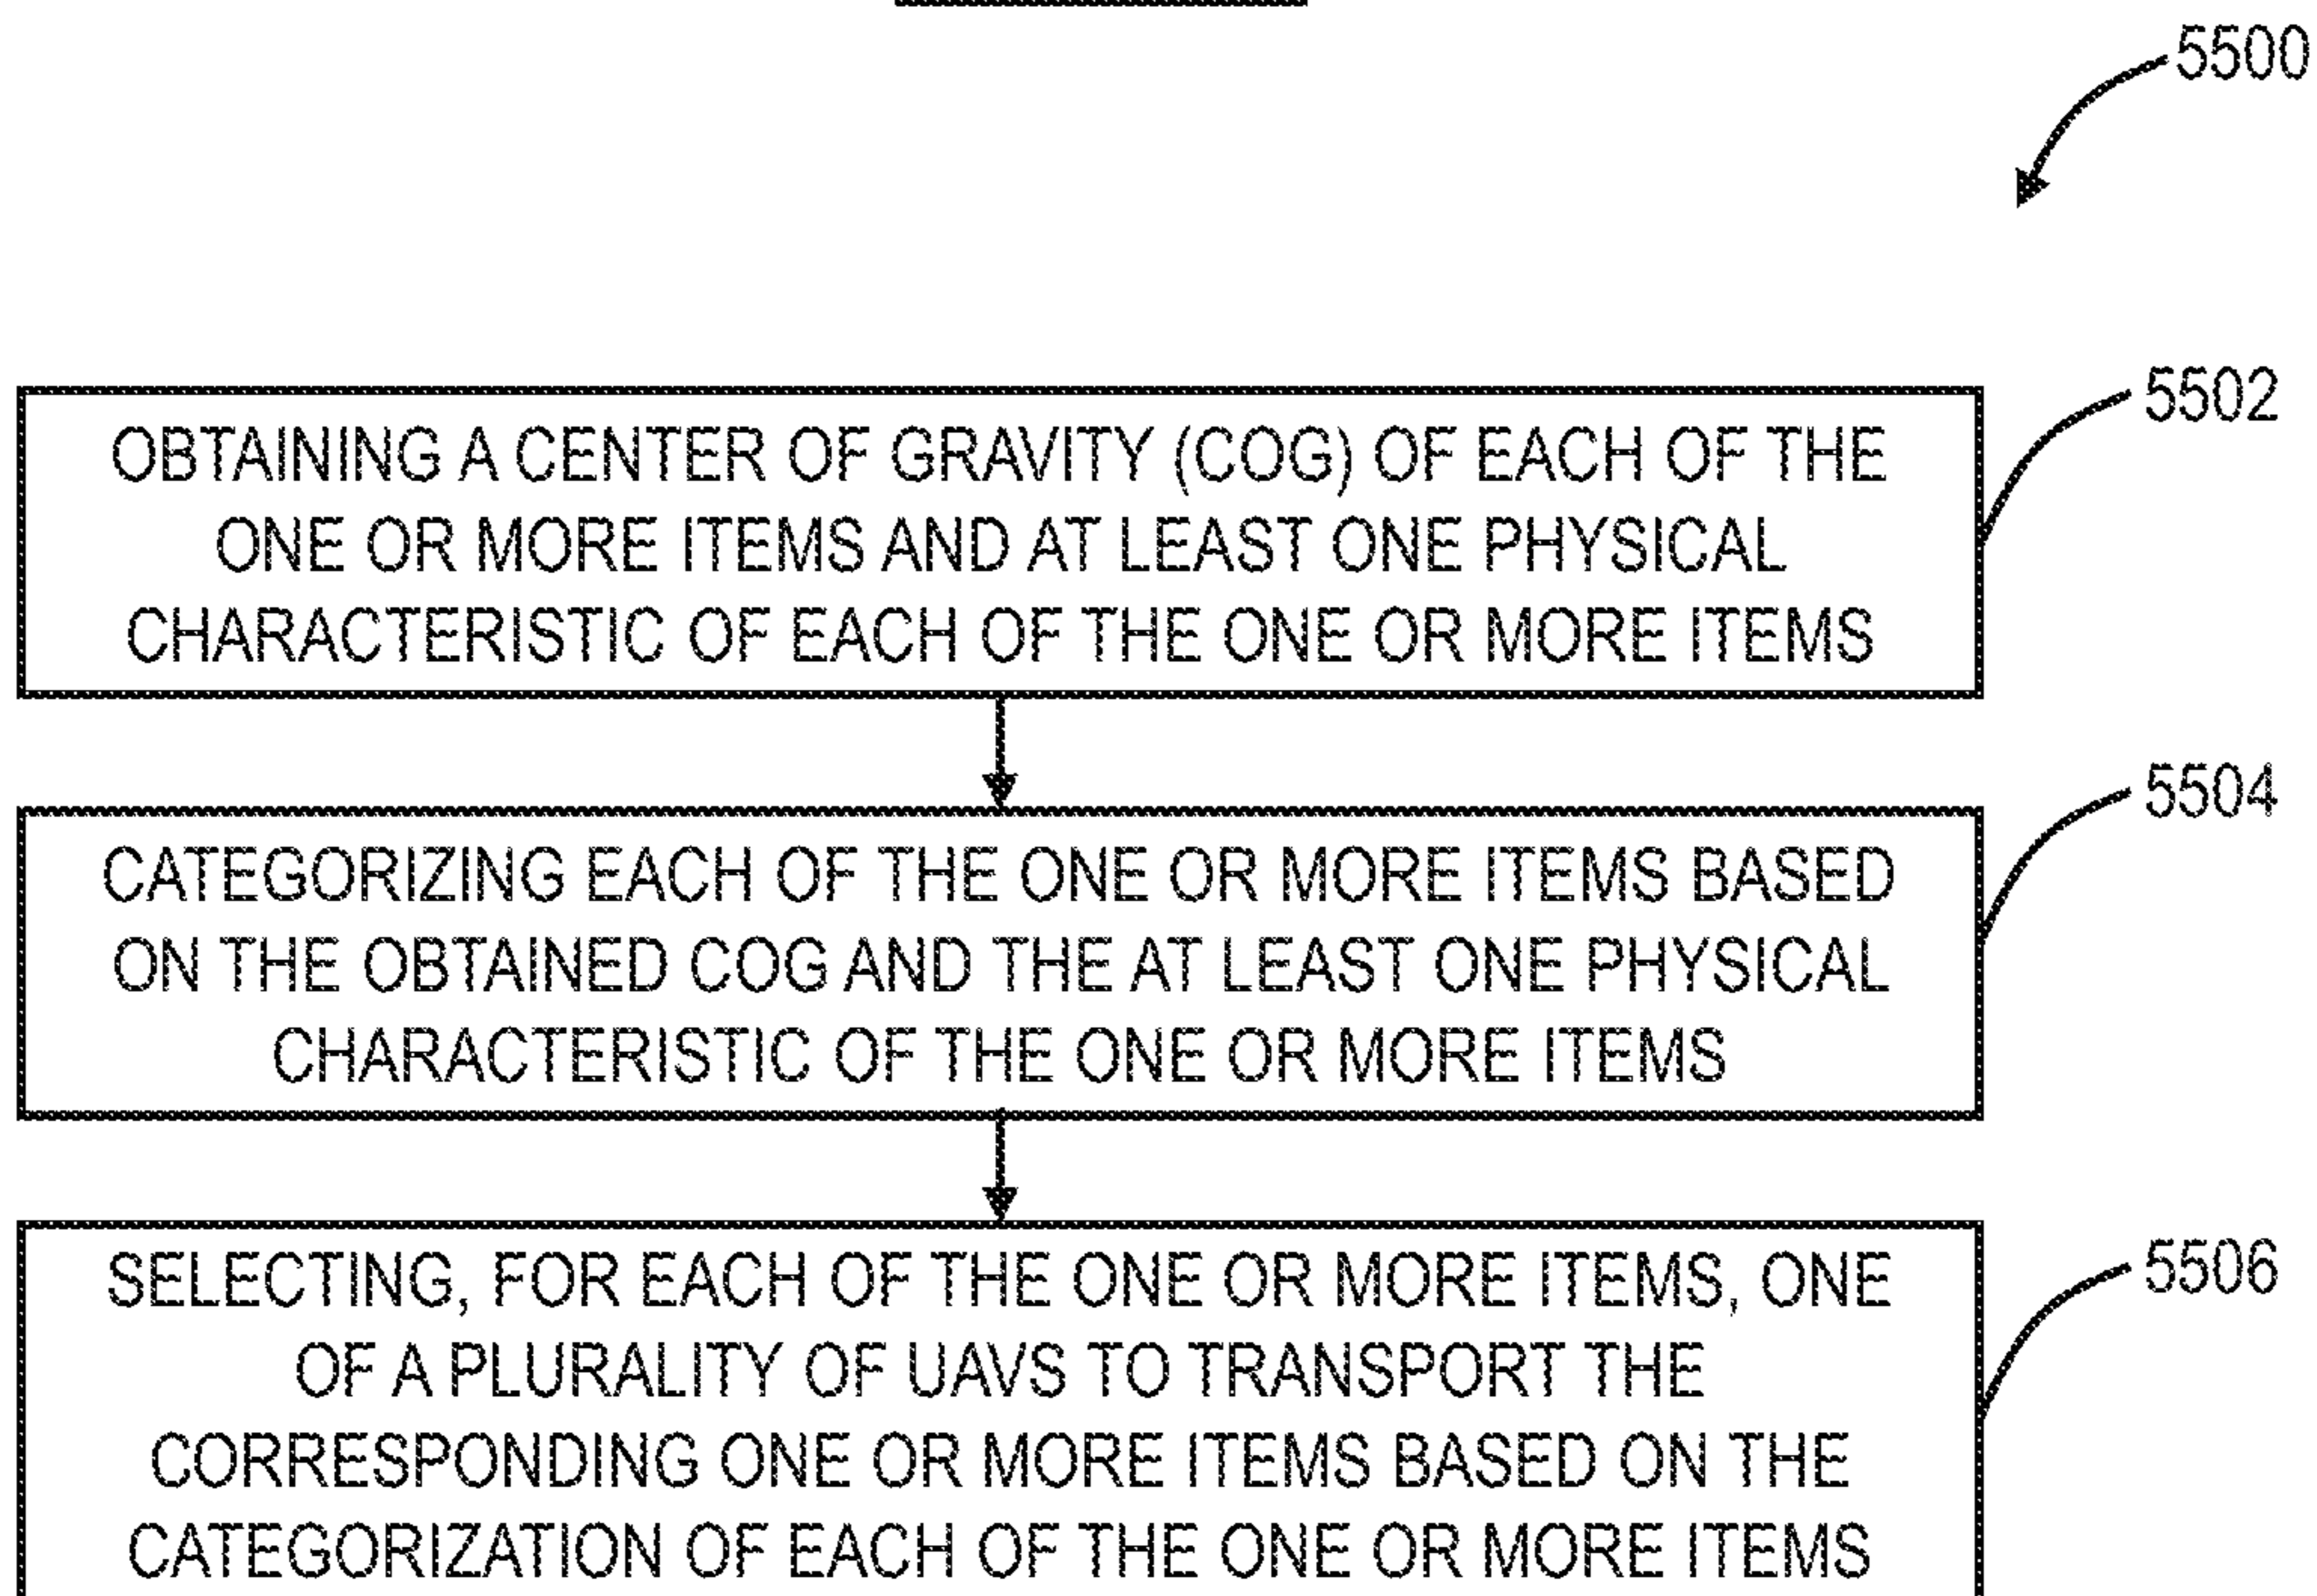 5500
5502
OBTAINING A CENTER OF GRAVITY (COG) OF EACH OF THE
ONE OR MORE ITEMS AND AT LEAST ONE PHYSICAL
CHARACTERISTIC OF EACH OF THE ONE OR MORE ITEMS
5504
CATEGORIZING EACH OF THE ONE OR MORE ITEMS BASED
ON THE OBTAINED COG AND THE AT LEAST ONE PHYSICAL
CHARACTERISTIC OF THE ONE OR MORE ITEMS
5506
SELECTING, FOR EACH OF THE ONE OR MORE ITEMS, ONE
OF A PLURALITY OF UAVS TO TRANSPORT THE
CORRESPONDING ONE OR MORE ITEMS BASED ON THE
CATEGORIZATION OF EACH OF THE ONE OR MORE ITEMS